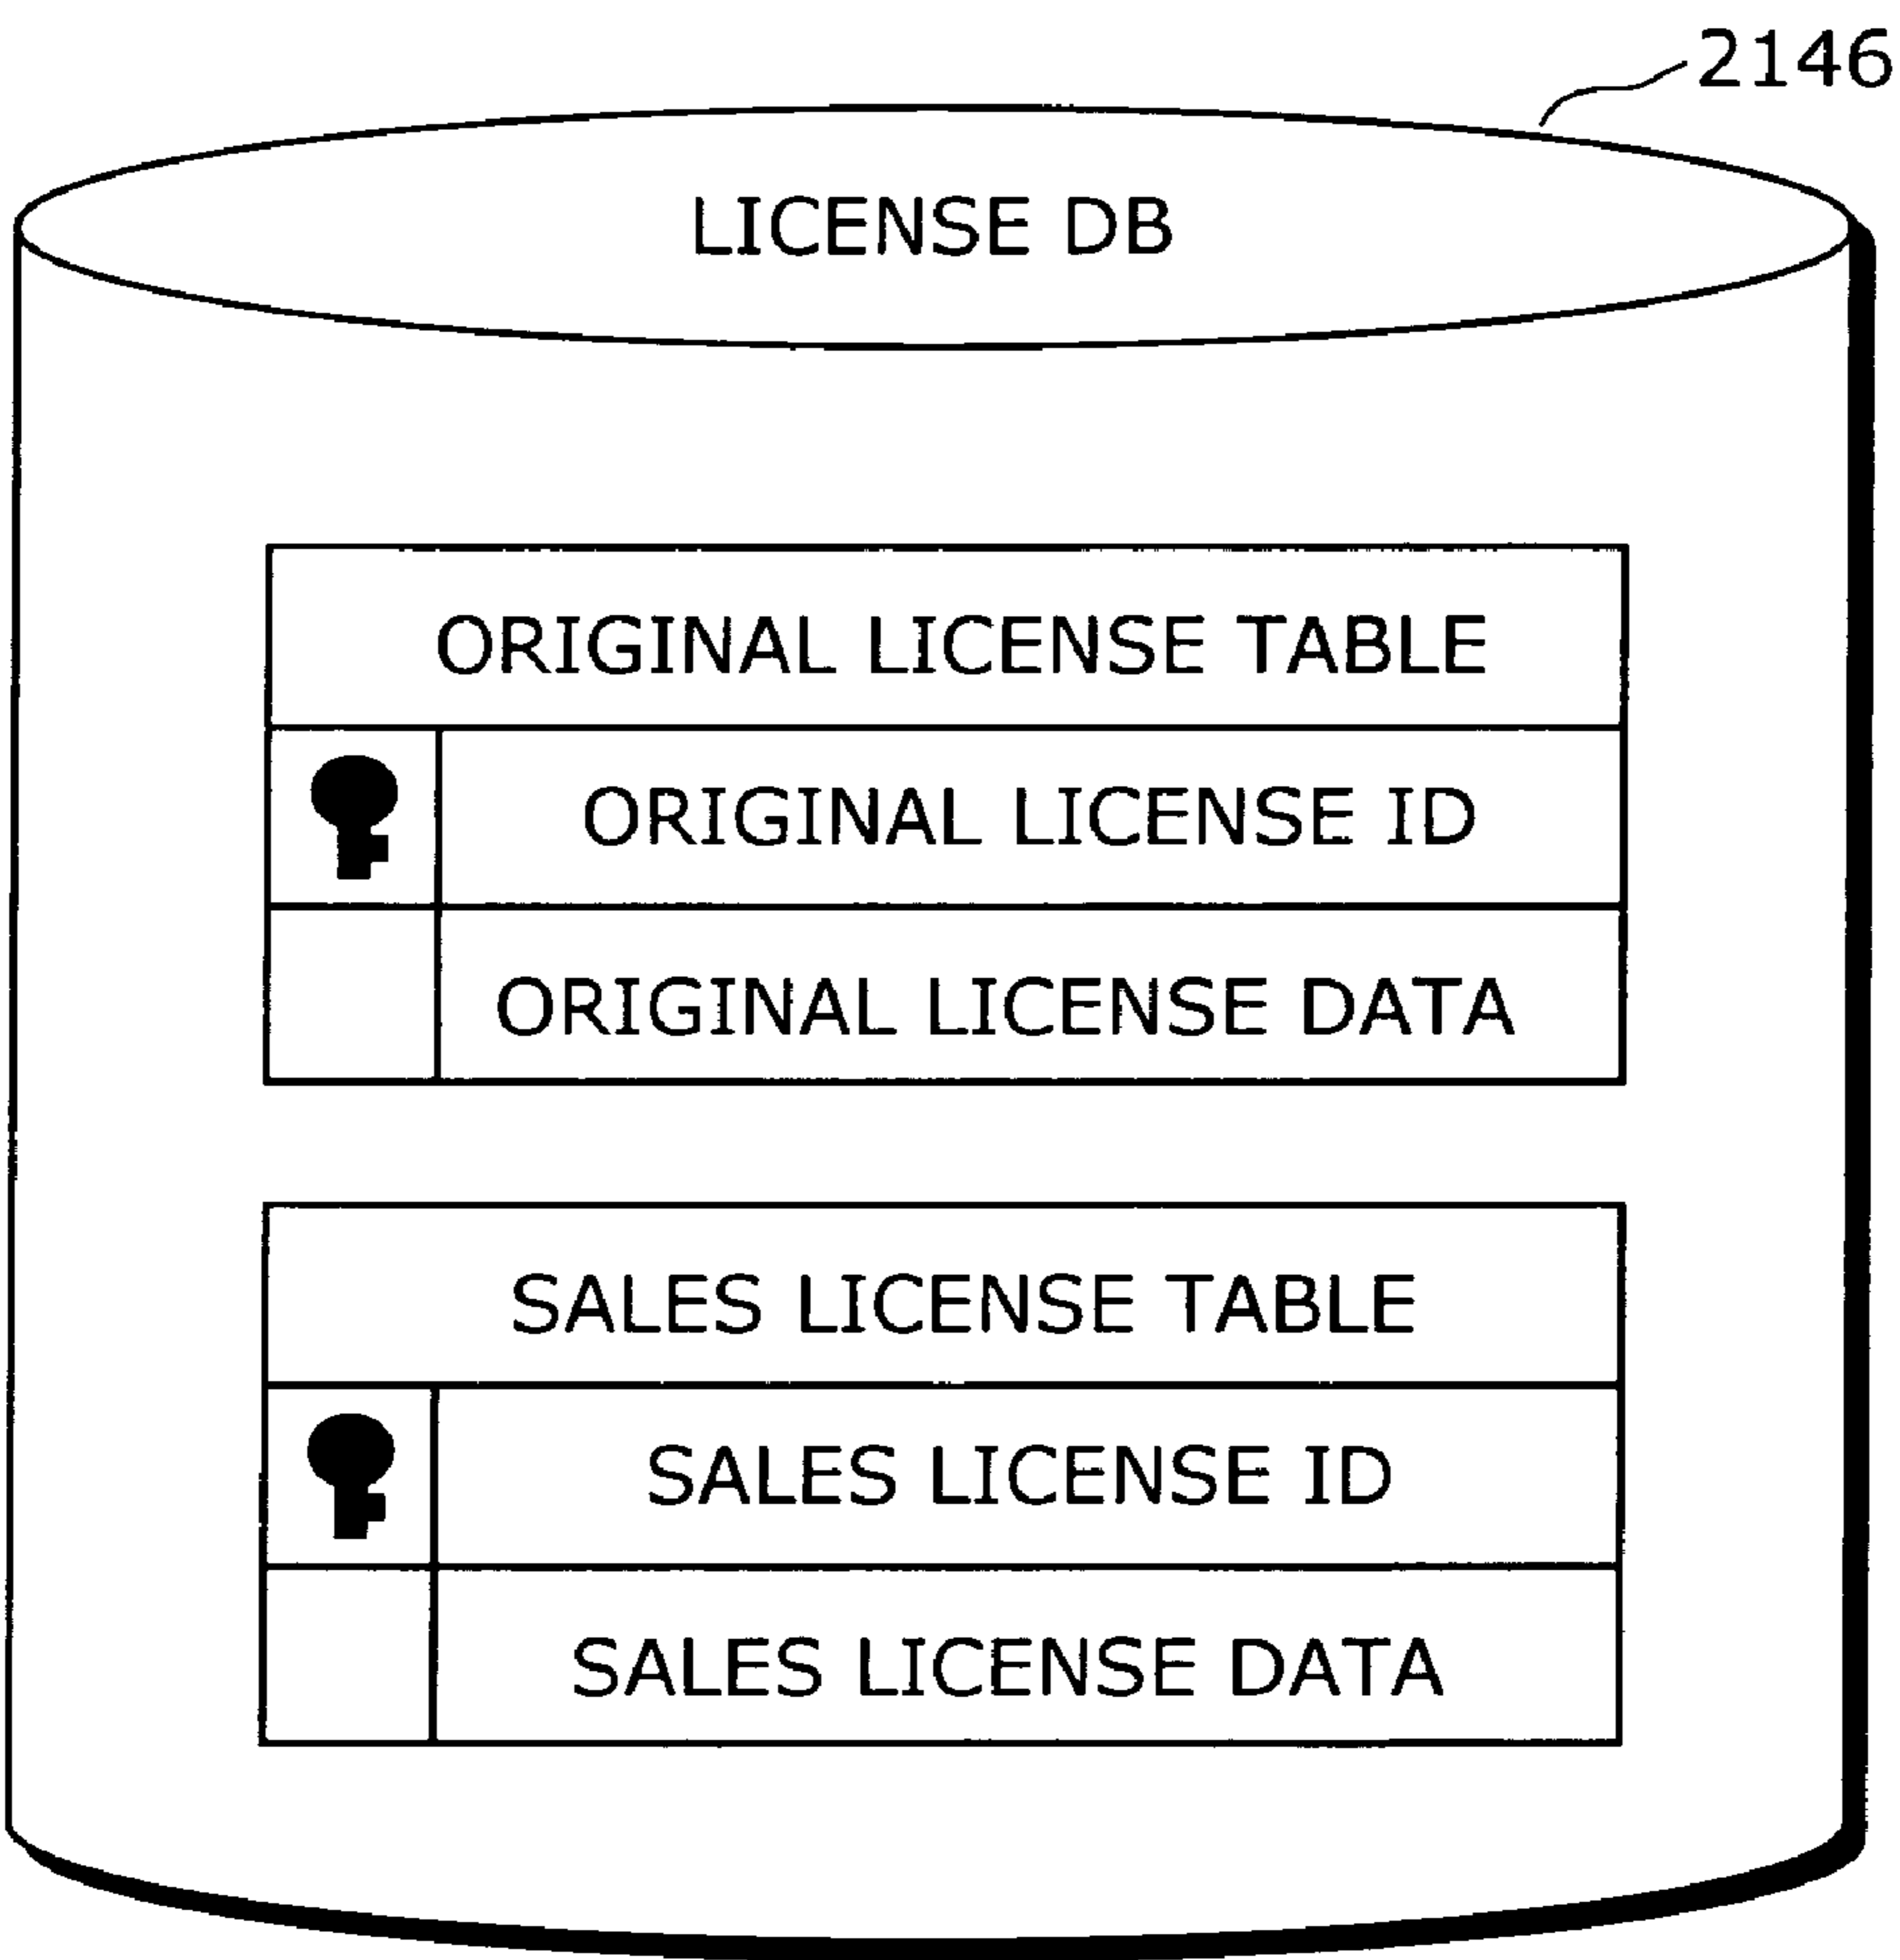 2146
LICENSE DB
ORIGINAL LICENSE TABLE
ORIGINAL LICENSE ID
ORIGINAL LICENSE DATA
SALES LICENSE TABLE
SALES LICENSE ID
SALES LICENSE DATA